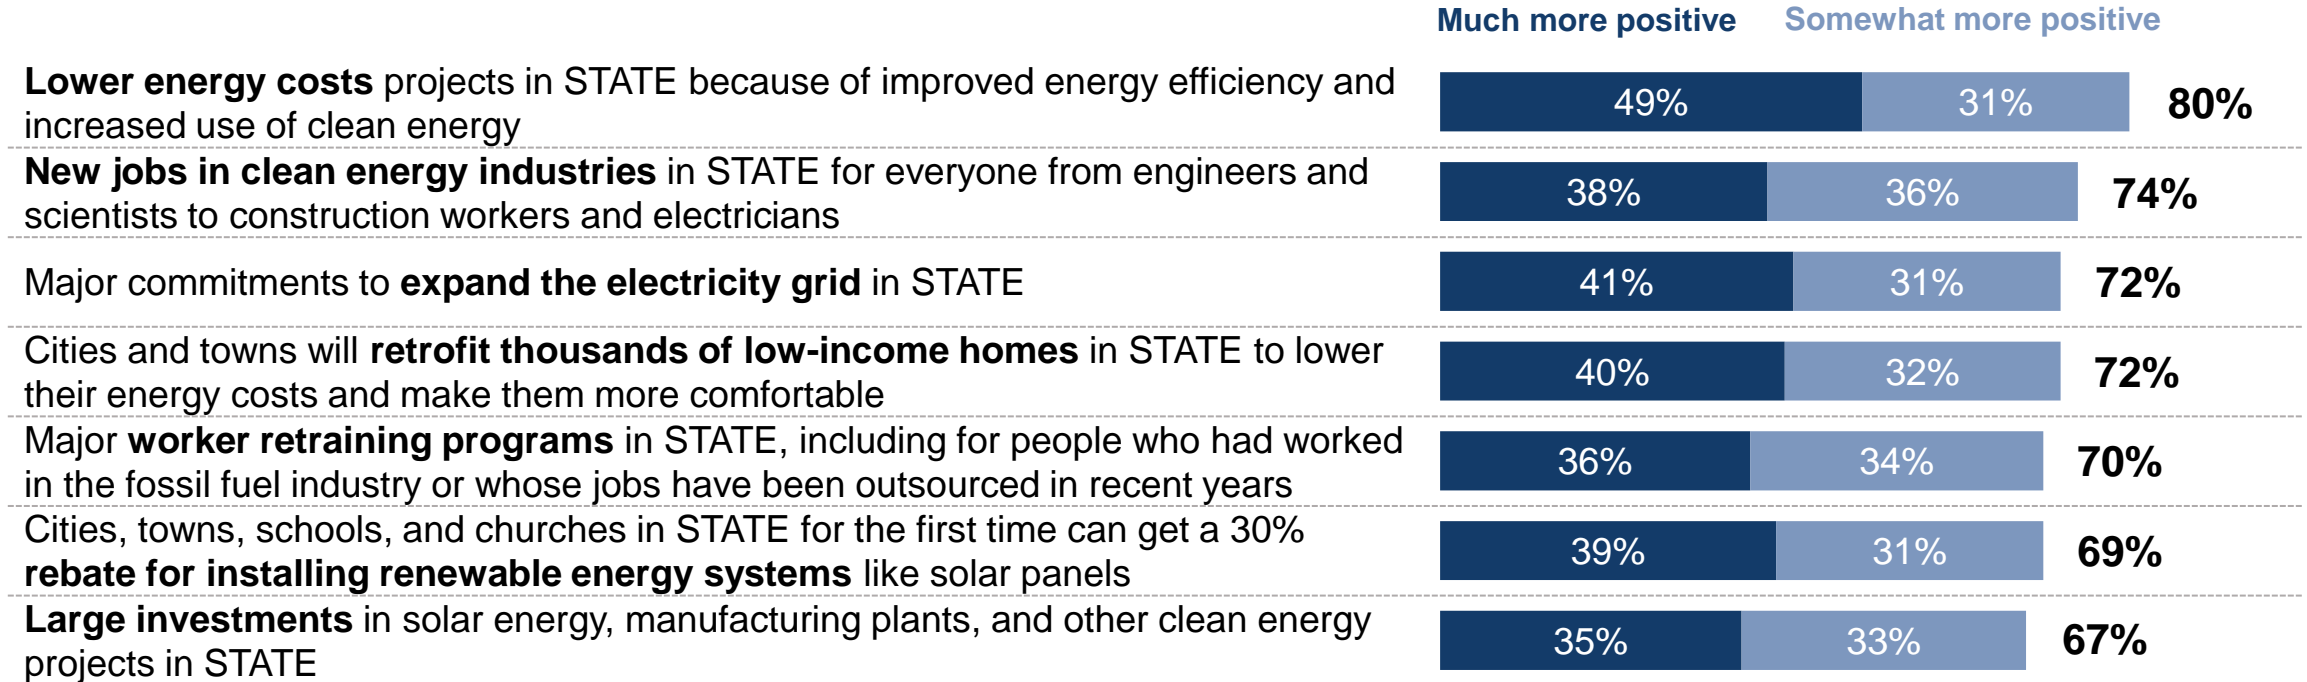 Much more positive Somewhat more positive
Lower energy costs projects in STATE because of improved energy efficiency and
increased use of clean energy
49% 31% 80%
New jobs in clean energy industries in STATE for everyone from engineers and
scientists to construction workers and electricians
38% 36% 74%
Major commitments to expand the electricity grid in STATE
41% 31% 72%
Cities and towns will retrofit thousands of low-income homes in STATE to lower
their energy costs and make them more comfortable
40% 32% 72%
Major worker retraining programs in STATE, including for people who had worked
in the fossil fuel industry or whose jobs have been outsourced in recent years
36% 34% 70%
Cities, towns, schools, and churches in STATE for the first time can get a 30%
rebate for installing renewable energy systems like solar panels
39% 31% 69%
Large investments in solar energy, manufacturing plants, and other clean energy
projects in STATE
35% 33% 67%